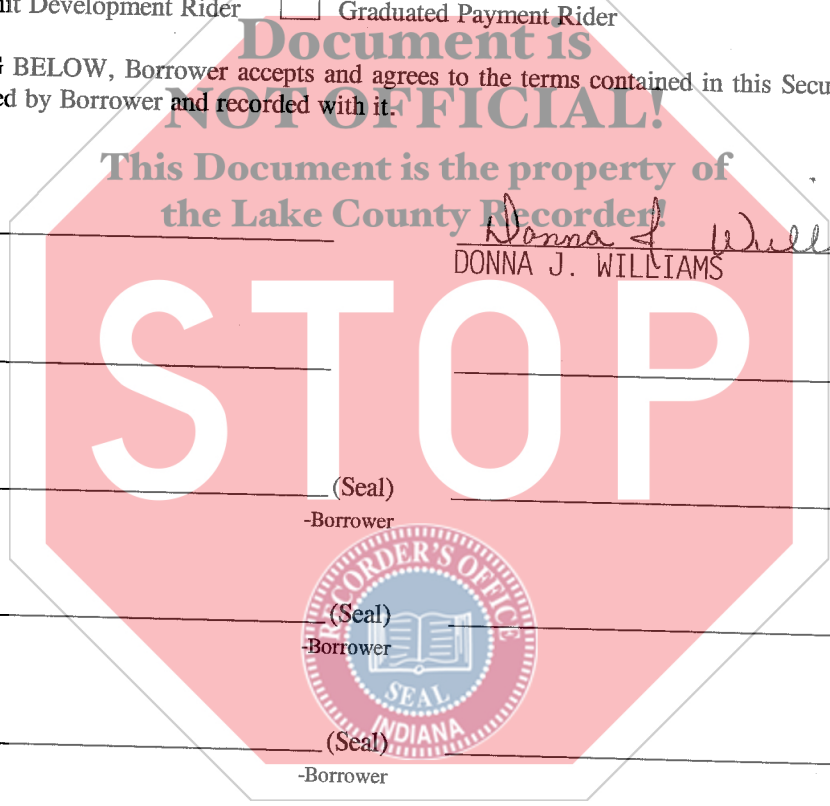 it Development Rider Graduated Payment Rider
Document is
BELOW, Borrower accepts and agrees to the terms contained in this Secu
ed by Borrower and recorded with it.
NOT OFFICIAL!
This Document is the property of
the Lake County Recorder!
Donna J Will
DONNA J. WILLIAMS
STOP
(Seal)
-Borrower
RECORDER'S OFFICE
(Seal)
-Borrower
SEAL
INDIANA
(Seal)
-Borrower